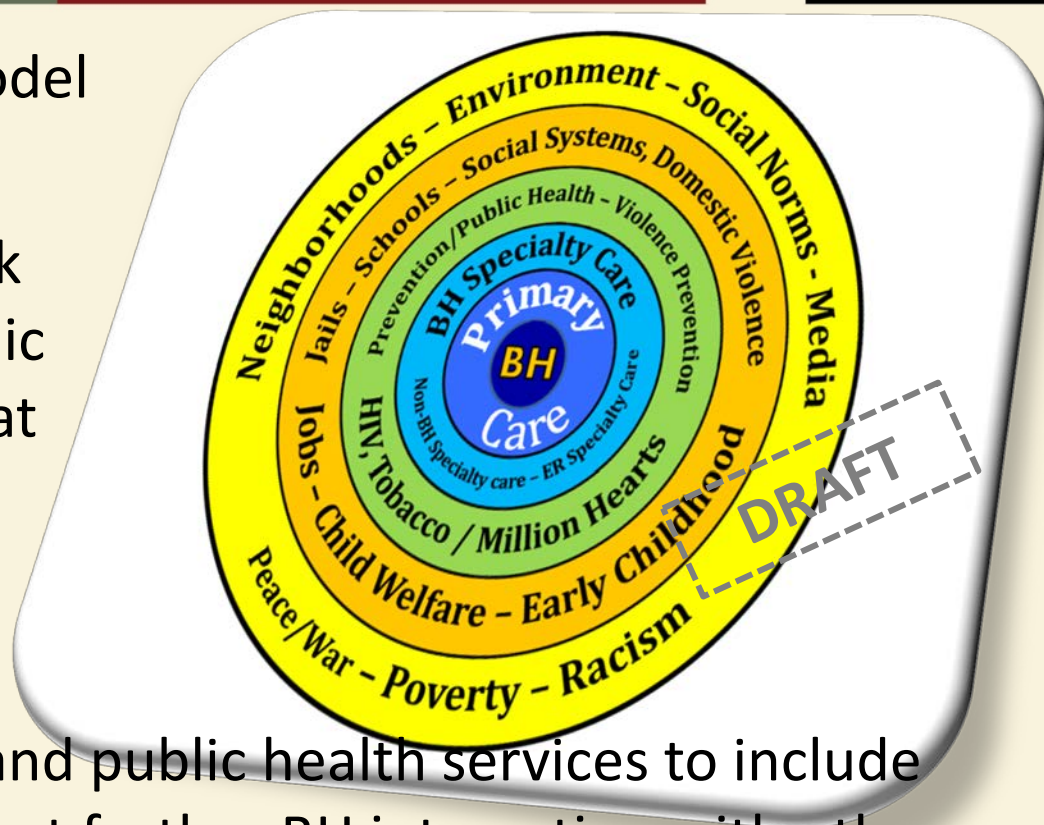 odel
k
ic
at
Neighborhoods – Environment – Social Norms - Media
Peace/War – Poverty – Racism
Jails – Schools – Social Systems, Domestic Violence
Jobs – Child Welfare – Early Childhood
Prevention/Public Health – Violence Prevention
HIV, Tobacco / Million Hearts
BH Specialty Care
Non-BH Specialty care – ER Specialty Care
Primary
BH
Care
DRAFT
and public health services to include